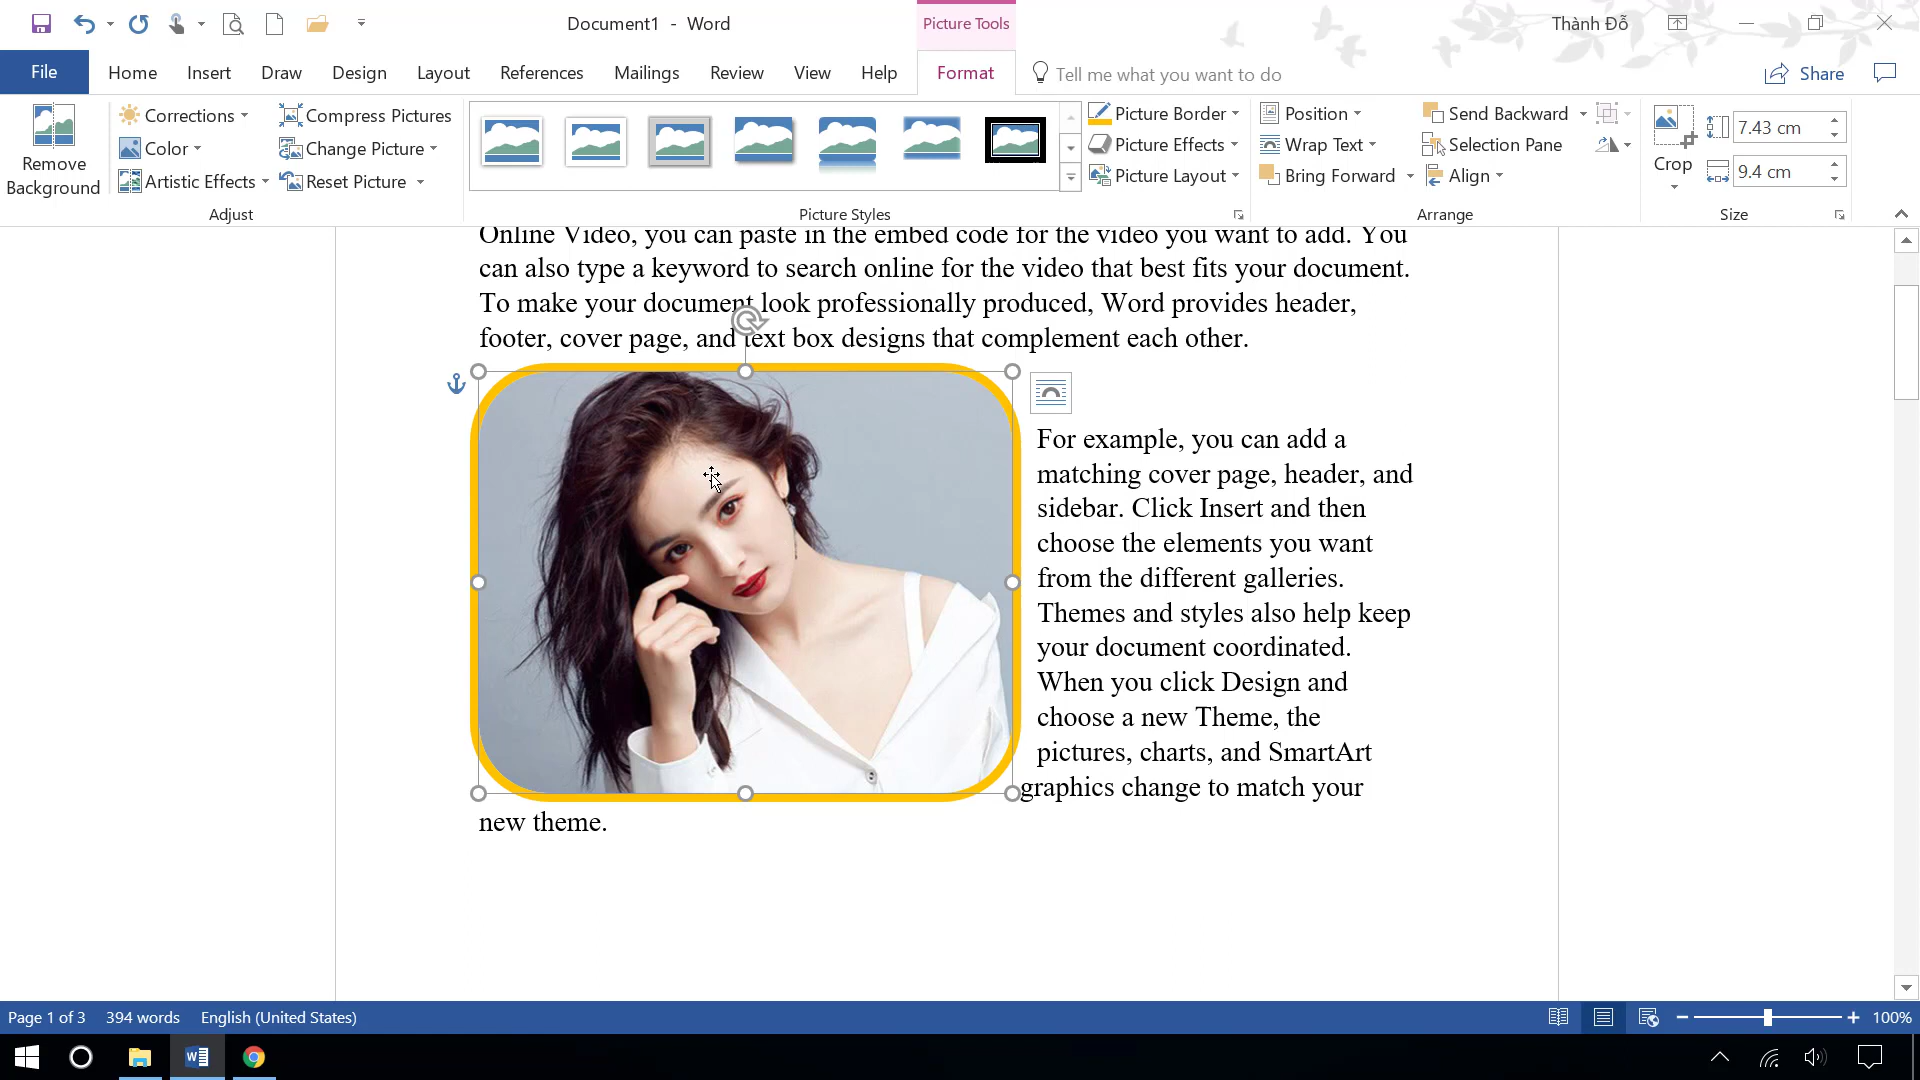 Document1 - Word
Picture Tools
Thành Đỗ
File
Home
Insert
Draw
Design
Layout
References
Mailings
Review
View
Help
Format
Tell me what you want to do
Share
Remove
Background
Corrections
Color
Artistic Effects
Compress Pictures
Change Picture
Reset Picture
Adjust
Picture Styles
Picture Border
Picture Effects
Picture Layout
Position
Wrap Text
Bring Forward
Send Backward
Selection Pane
Align
Arrange
Crop
7.43 cm
9.4 cm
Size
Online Video, you can paste in the embed code for the video you want to add. You
can also type a keyword to search online for the video that best fits your document.
To make your document look professionally produced, Word provides header,
footer, cover page, and text box designs that complement each other.
For example, you can add a
matching cover page, header, and
sidebar. Click Insert and then
choose the elements you want
from the different galleries.
Themes and styles also help keep
your document coordinated.
When you click Design and
choose a new Theme, the
pictures, charts, and SmartArt
graphics change to match your
new theme.
Page 1 of 3
394 words
English (United States)
100%